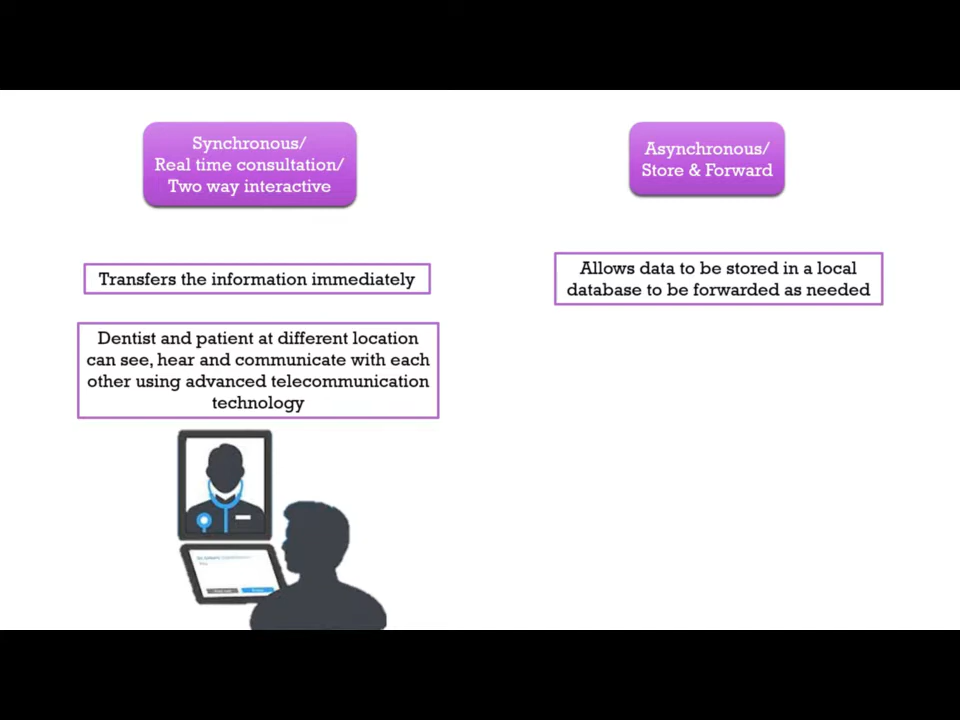 Synchronous/
Real time consultation/
Two way interactive
Transfers the information immediately
Dentist and patient at different location
can see, hear and communicate with each
other using advanced telecommunication
technology
Asynchronous/
Store & Forward
Allows data to be stored in a local
database to be forwarded as needed